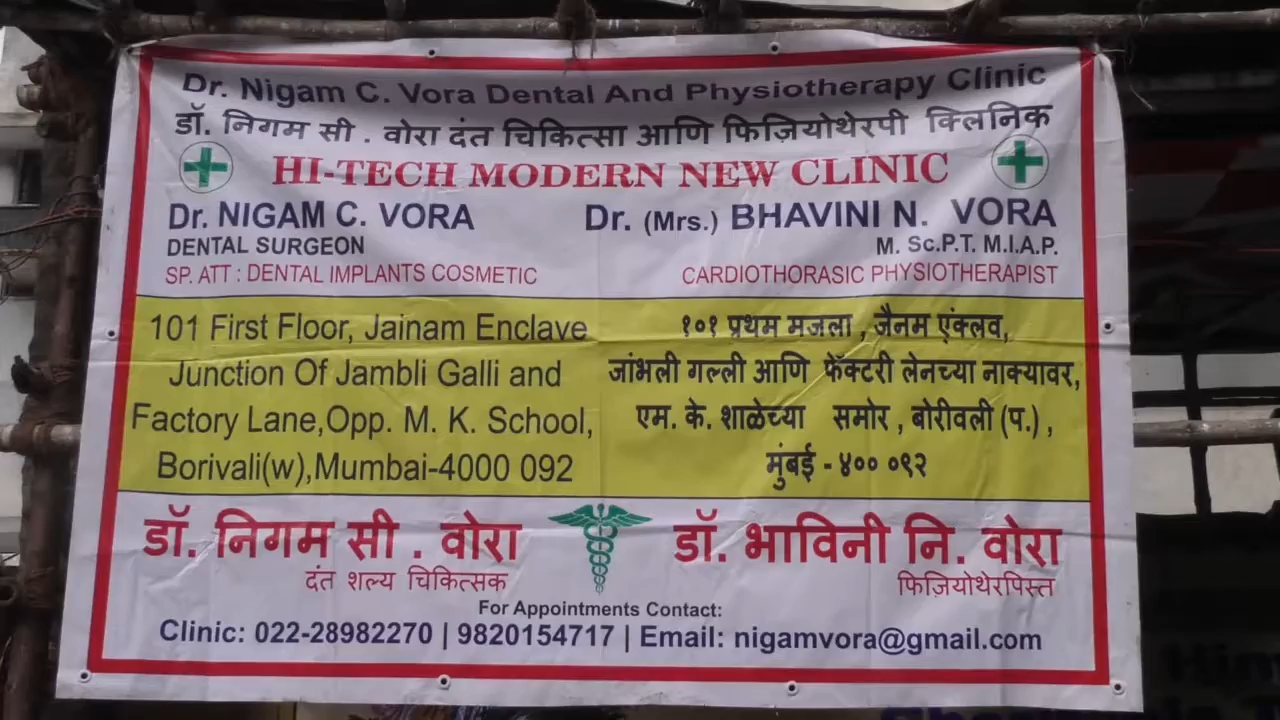 Dr. Nigam C. Vora Dental And Physiotherapy Clinic
डॉ. निगम सी . वोरा दंत चिकित्सा आणि फिज़ियोथेरपी क्लिनिक
HI-TECH MODERN NEW CLINIC
Dr. NIGAM C. VORA
DENTAL SURGEON
SP. ATT : DENTAL IMPLANTS COSMETIC
Dr. (Mrs.) BHAVINI N. VORA
M. Sc.P.T. M.I.A.P.
CARDIOTHORASIC PHYSIOTHERAPIST
101 First Floor, Jainam Enclave
Junction Of Jambli Galli and
Factory Lane,Opp. M. K. School,
Borivali(w),Mumbai-4000 092
१०१ प्रथम मजला , जैनम एंक्लव,
जांभली गल्ली आणि फॅक्टरी लेनच्या नाक्यावर,
एम. के. शाळेच्या समोर , बोरीवली (प.) ,
मुंबई - ४०० ०९२
डॉ. निगम सी . वोरा
दंत शल्य चिकित्सक
डॉ. भाविनी नि. वोरा
फिज़ियोथेरपिस्त
For Appointments Contact:
Clinic: 022-28982270 | 9820154717 | Email: nigamvora@gmail.com